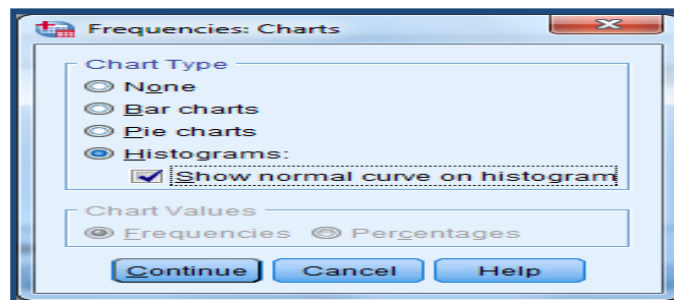 Frequencies: Charts
Chart Type
None
Bar charts
Pie charts
Histograms:
Show normal curve on histogram
Chart Values
Frequencies Percentages
Continue Cancel Help